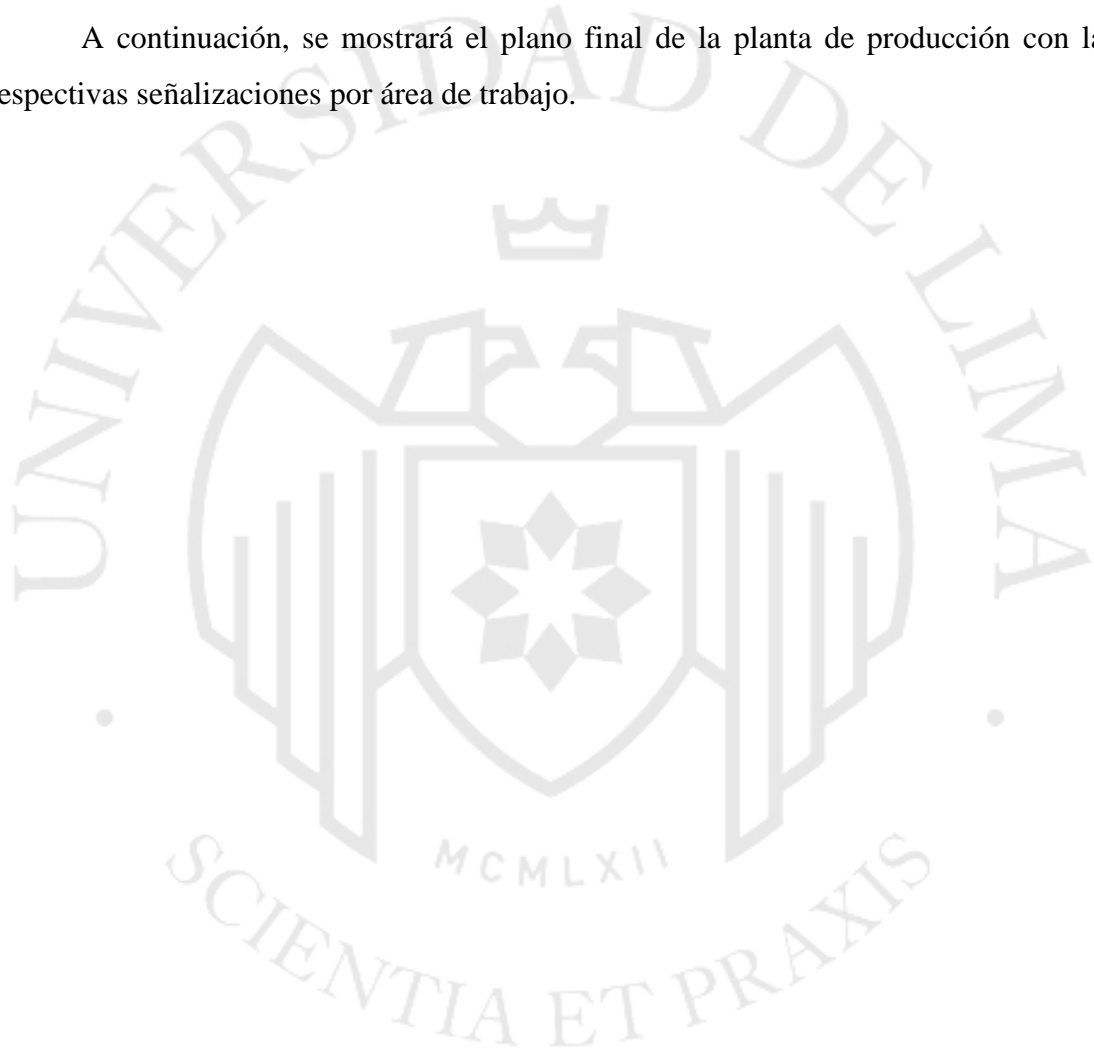 A continuación, se mostrará el plano final de la planta de producción con la
espectivas señalizaciones por área de trabajo.
UNIVERSIDAD DE LIMA
MCMLXII
SCIENTIA ET PRAXIS